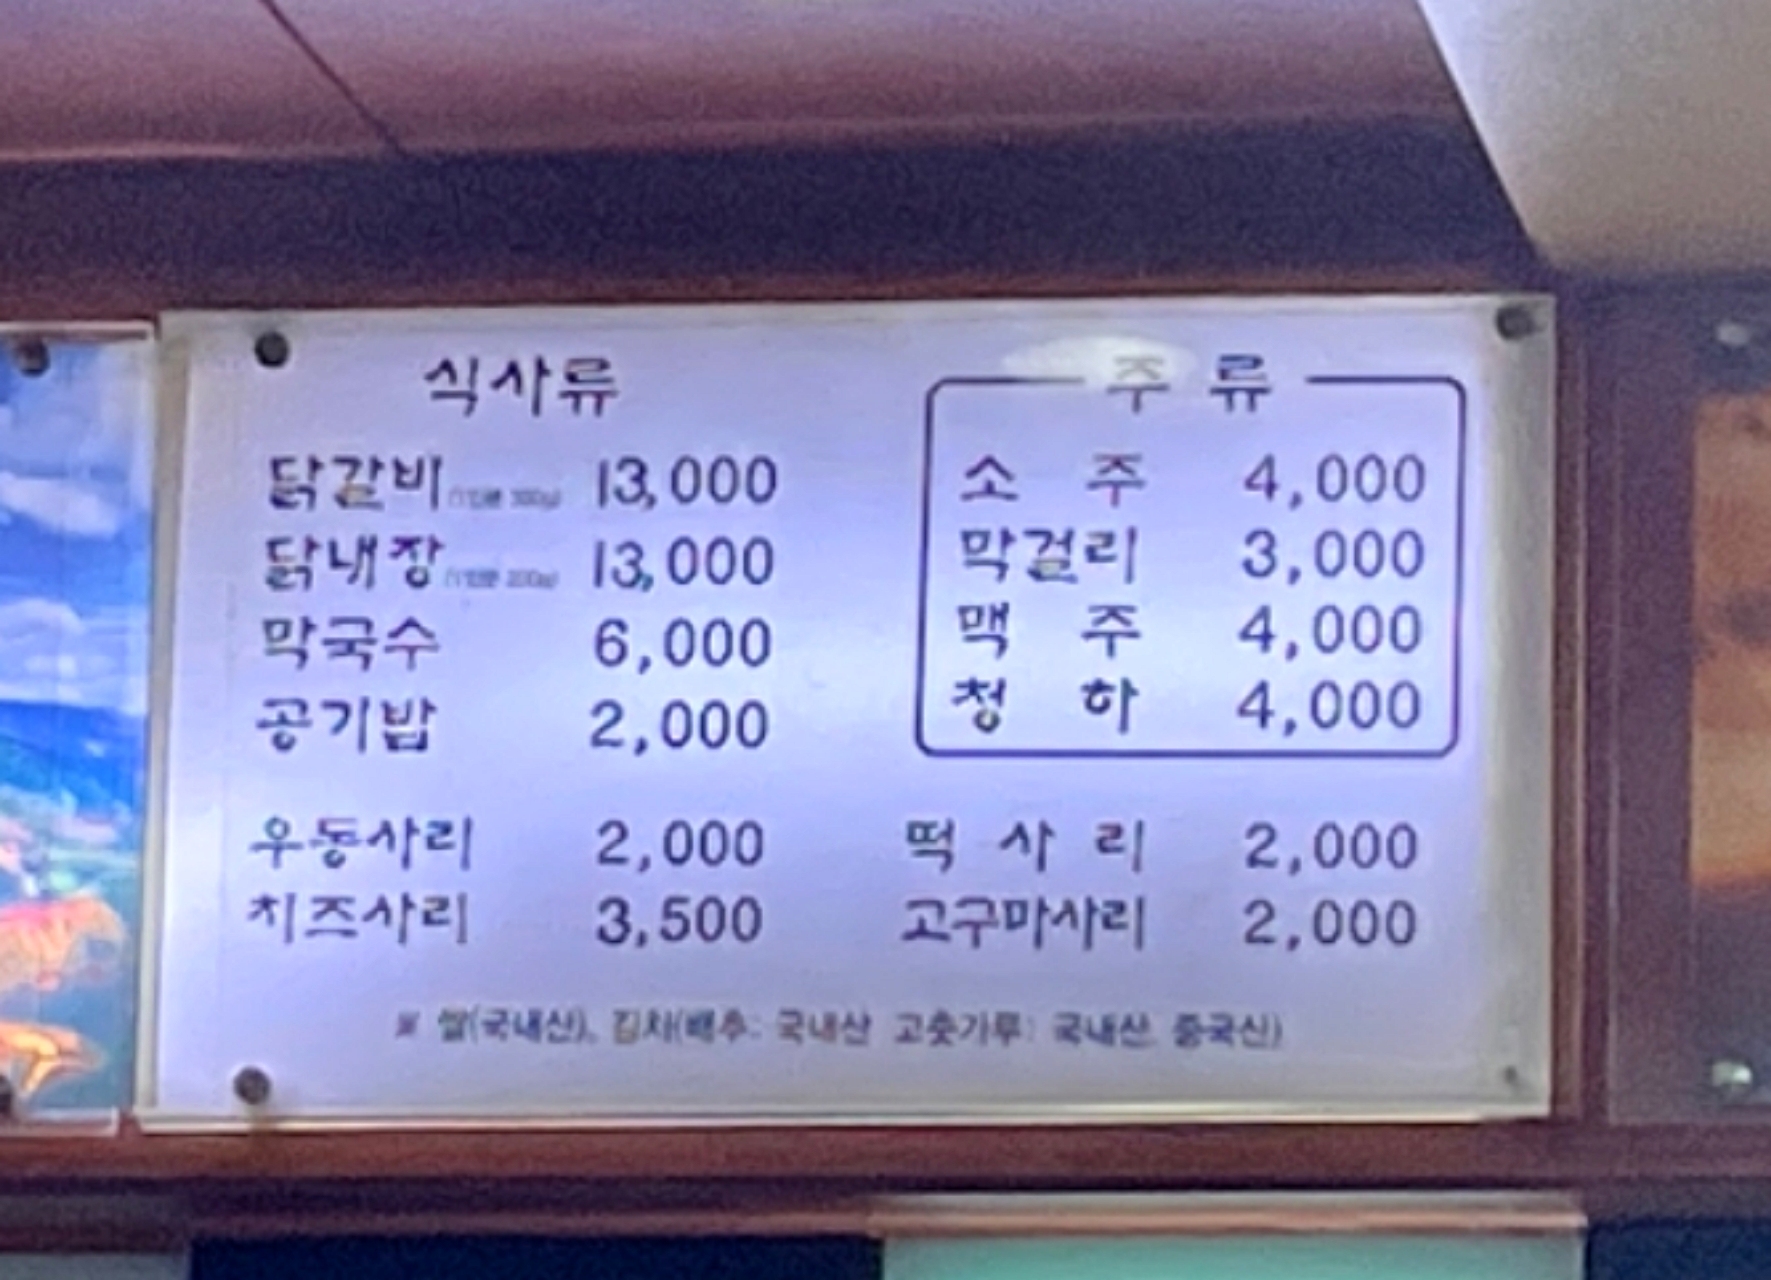 식사류
닭갈비 13,000
닭내장 13,000
막국수 6,000
공기밥 2,000
주 류
소 주 4,000
막걸리 3,000
맥 주 4,000
청 하 4,000
우동사리 2,000
떡 사 리 2,000
치즈사리 3,500
고구마사리 2,000
※ 쌀(국내산), 김치(배추: 국내산 고춧가루: 국내산, 중국산)